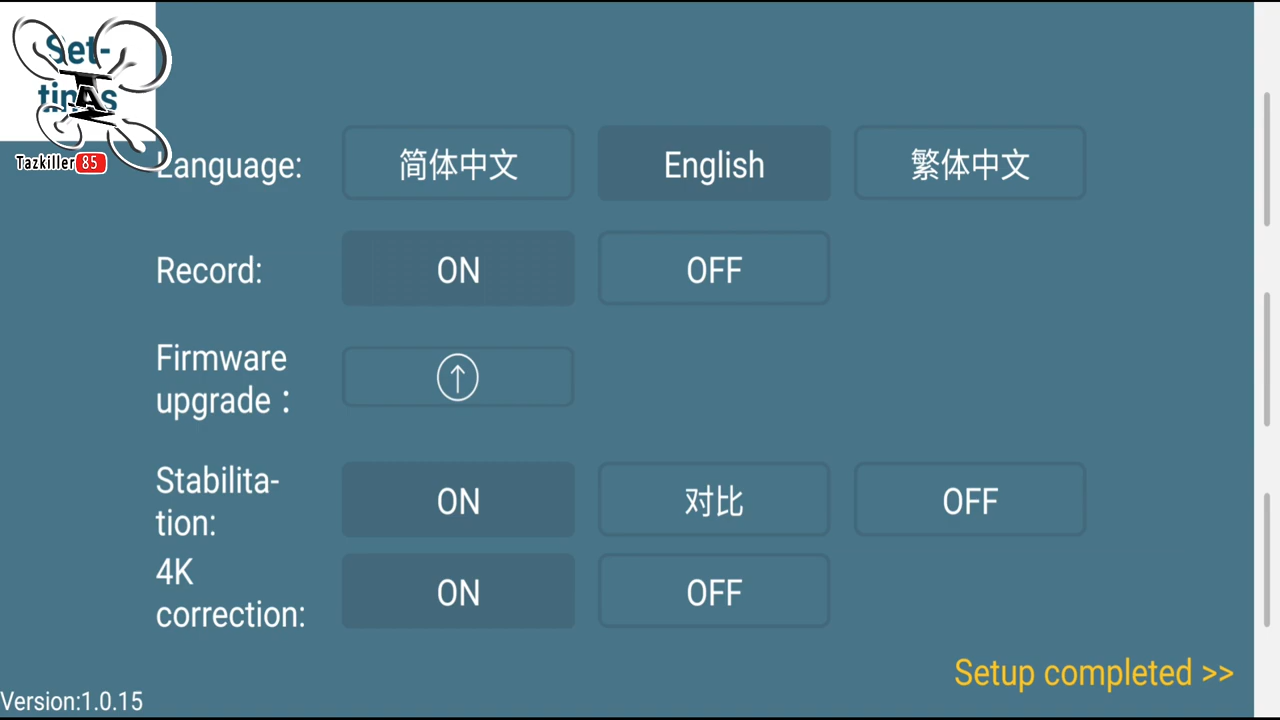 Set-
tings
Tazkiller 85
Language: 简体中文 English 繁体中文
Record: ON OFF
Firmware
upgrade：
Stabilita-
tion: ON 对比 OFF
4K
correction: ON OFF
Setup completed >>
Version:1.0.15